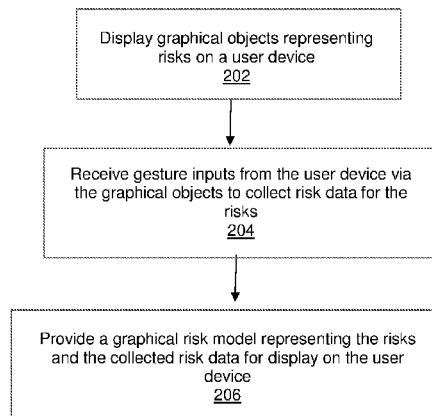 Display graphical objects representing
risks on a user device
202
Receive gesture inputs from the user device via
the graphical objects to collect risk data for the
risks
204
Provide a graphical risk model representing the risks
and the collected risk data for display on the user
device
206